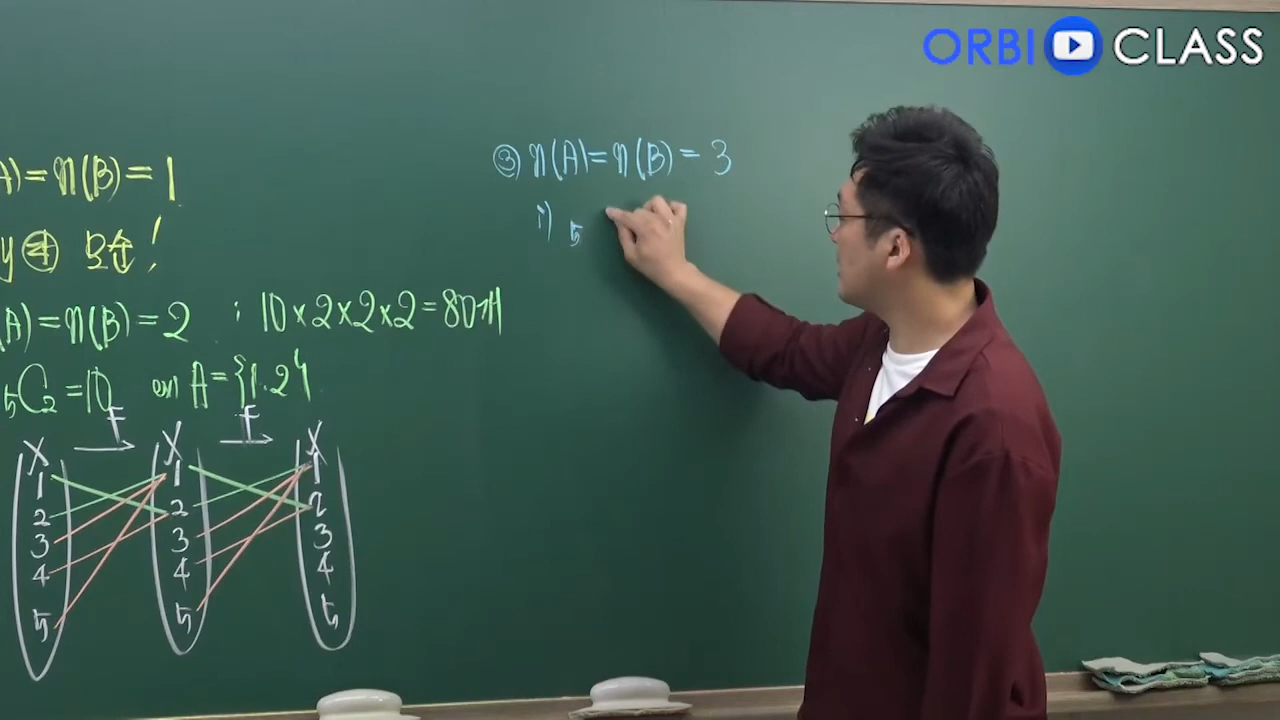 ORBI CLASS
A)=n(B)=1
y ④ 모순!
(A)=n(B)=2 : 10×2×2×2=80개
5C2=10 ex) A={1.2}
X f X f X
1 1 1
2 2 2
3 3 3
4 4 4
5 5 5
③ n(A)=n(B)=3
i) 5